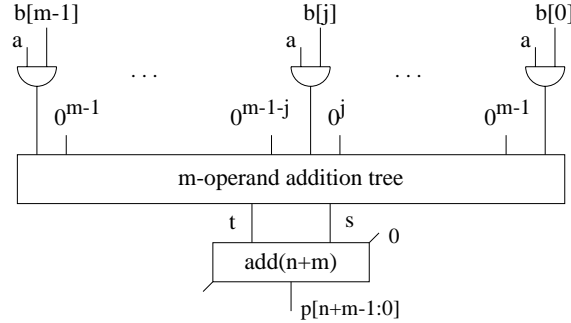 b[m-1] b[j] b[0]
a a a
. . . . . .
0^m-1 0^m-1-j 0^j 0^m-1
m-operand addition tree
t s
0
add(n+m)
p[n+m-1:0]